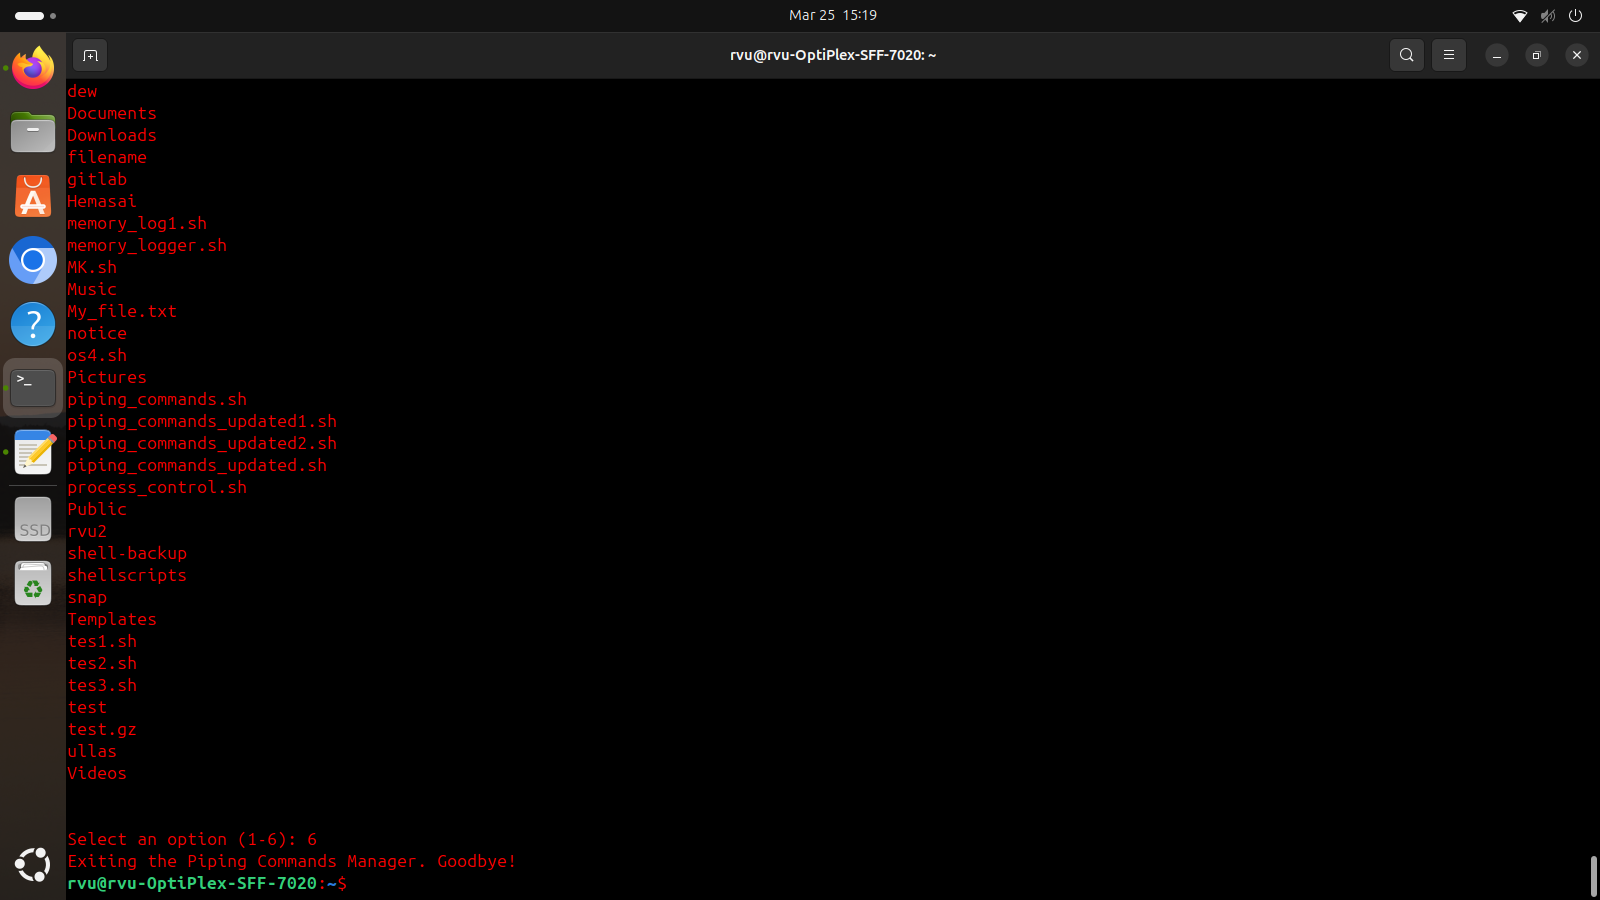 Mar 25 15:19
rvu@rvu-OptiPlex-SFF-7020: ~
dew
Documents
Downloads
filename
gitlab
Hemasai
memory_log1.sh
memory_logger.sh
MK.sh
Music
My_file.txt
notice
os4.sh
Pictures
piping_commands.sh
piping_commands_updated1.sh
piping_commands_updated2.sh
piping_commands_updated.sh
process_control.sh
Public
rvu2
shell-backup
shellscripts
snap
Templates
tes1.sh
tes2.sh
tes3.sh
test
test.gz
ullas
Videos
Select an option (1-6): 6
Exiting the Piping Commands Manager. Goodbye!
rvu@rvu-OptiPlex-SFF-7020:~$
>_
SSD